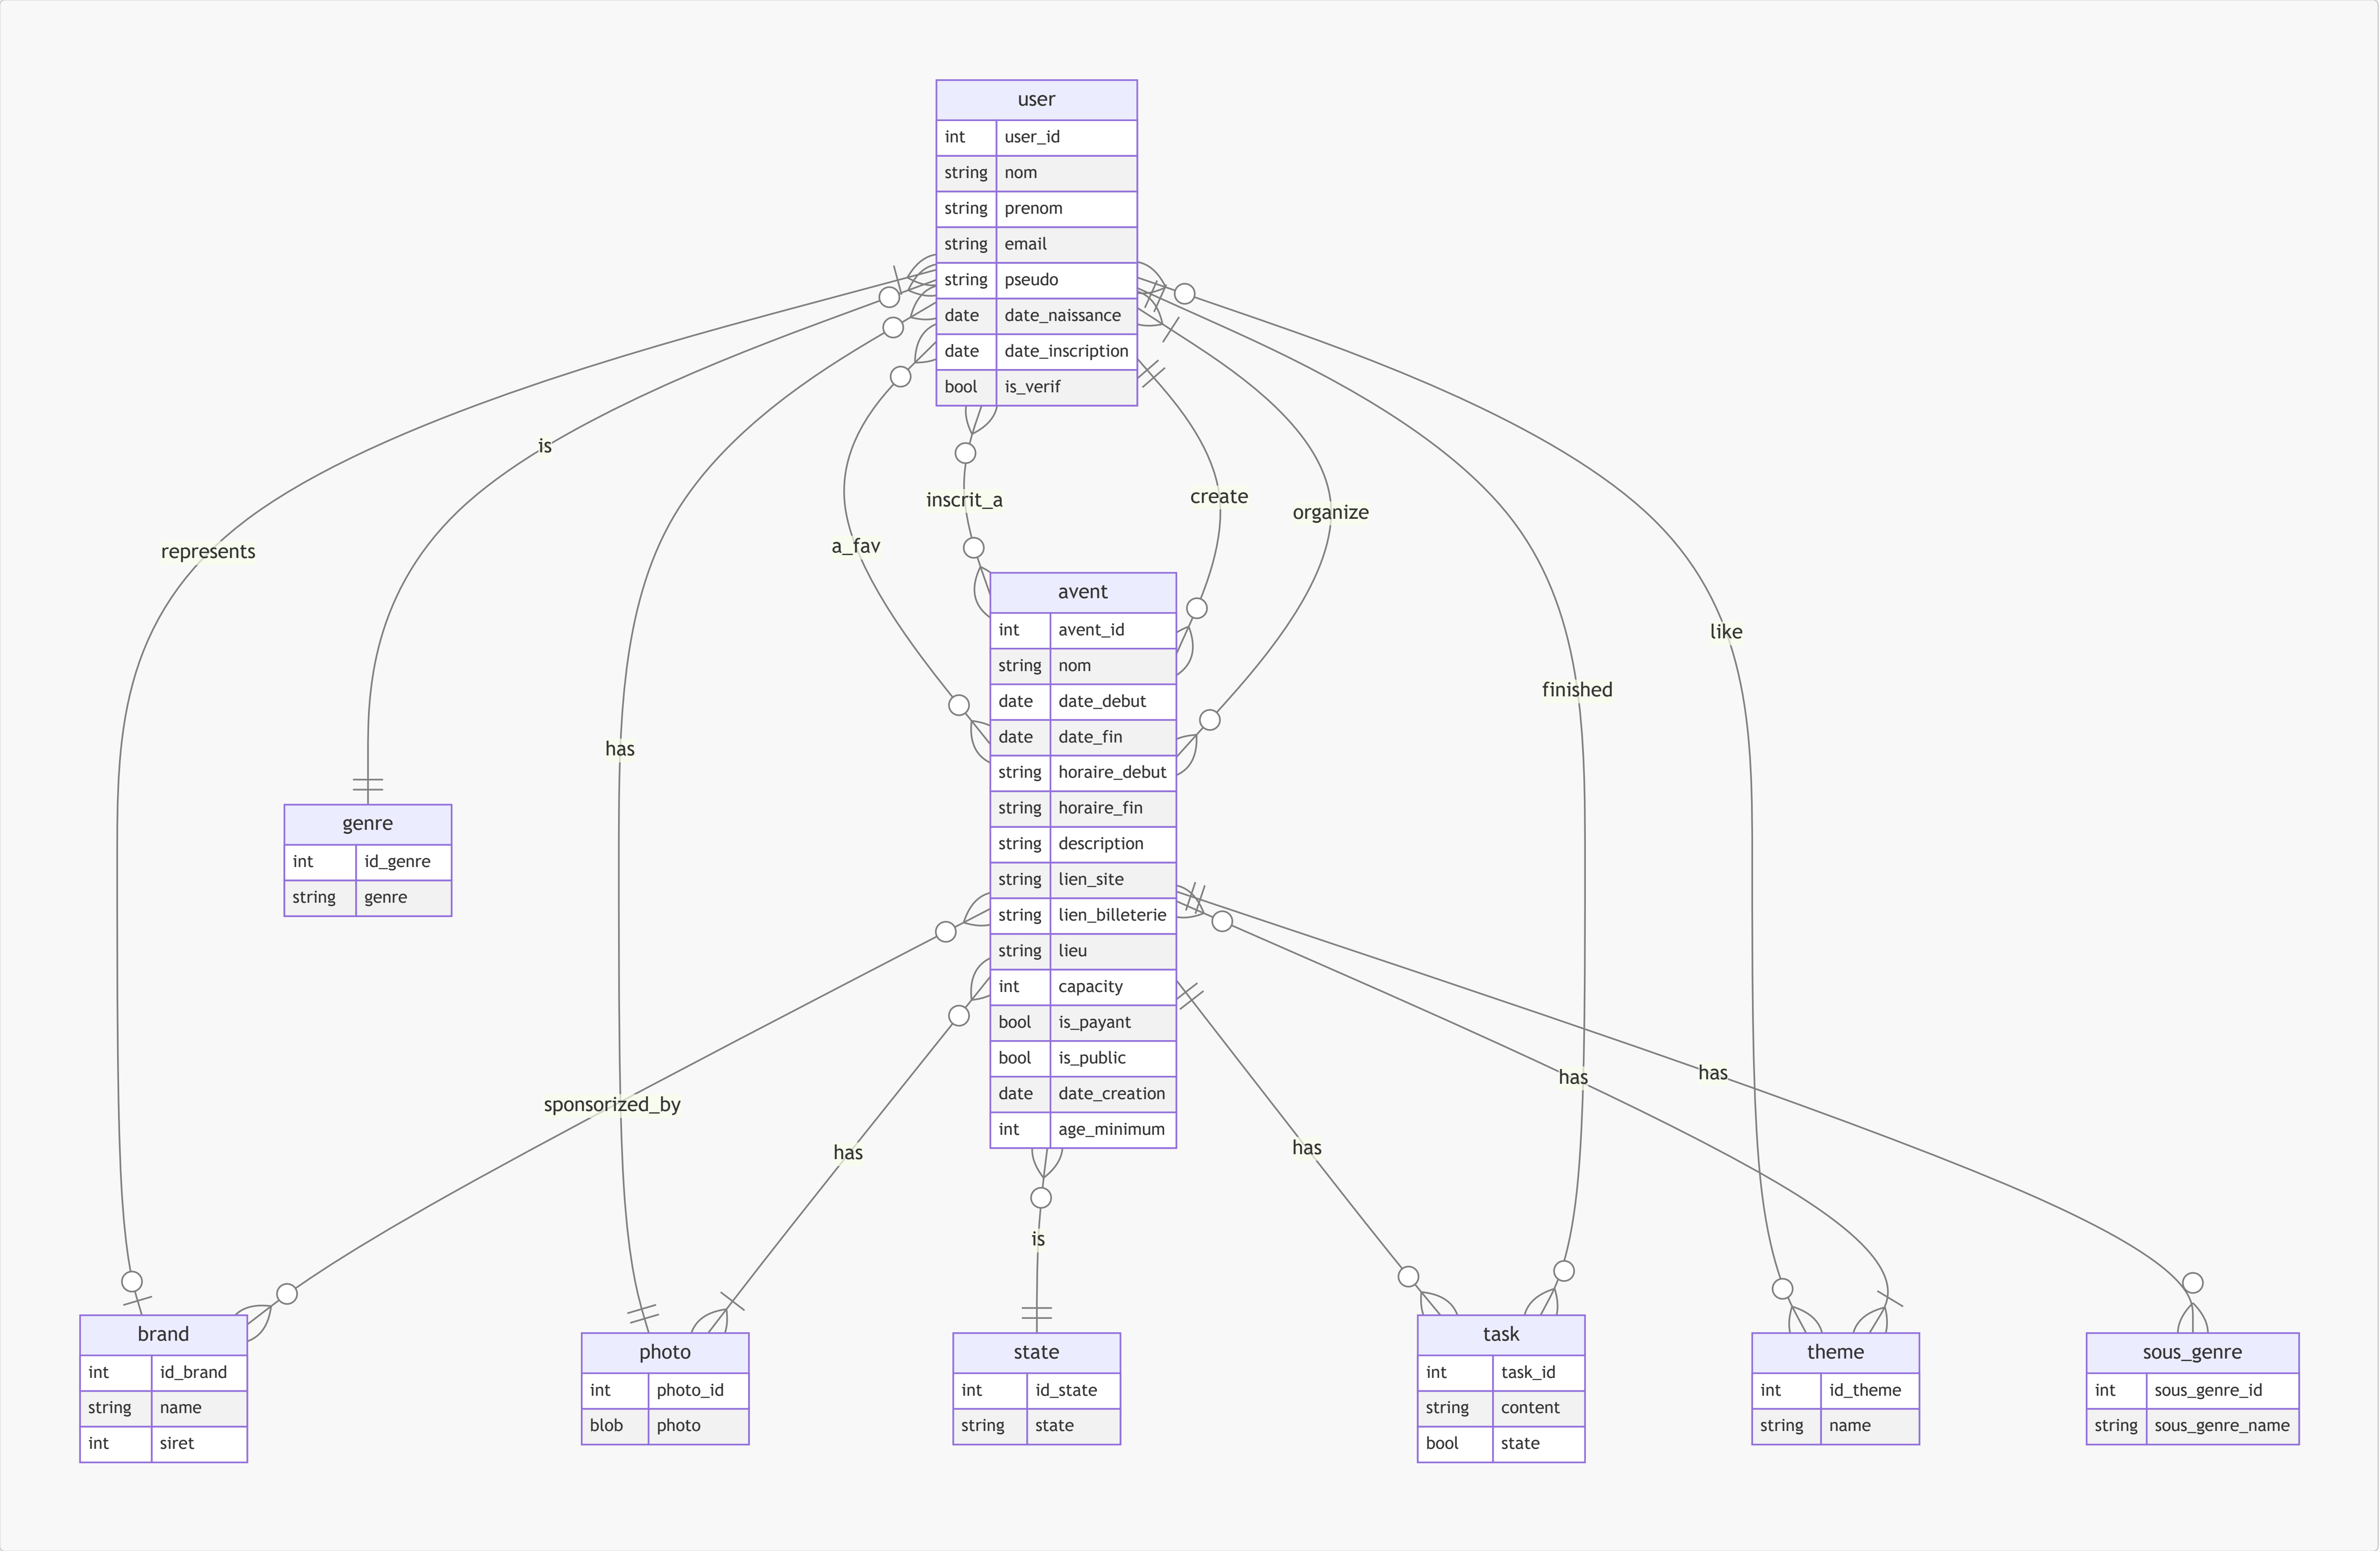 user
int user_id
string nom
string prenom
string email
string pseudo
date date_naissance
date date_inscription
bool is_verif
is
represents
inscrit_a
create
organize
a_fav
like
finished
has
avent
int avent_id
string nom
date date_debut
date date_fin
string horaire_debut
string horaire_fin
string description
string lien_site
string lien_billeterie
string lieu
int capacity
bool is_payant
bool is_public
date date_creation
int age_minimum
genre
int id_genre
string genre
sponsorized_by
has
is
has
has
has
brand
int id_brand
string name
int siret
photo
int photo_id
blob photo
state
int id_state
string state
task
int task_id
string content
bool state
theme
int id_theme
string name
sous_genre
int sous_genre_id
string sous_genre_name